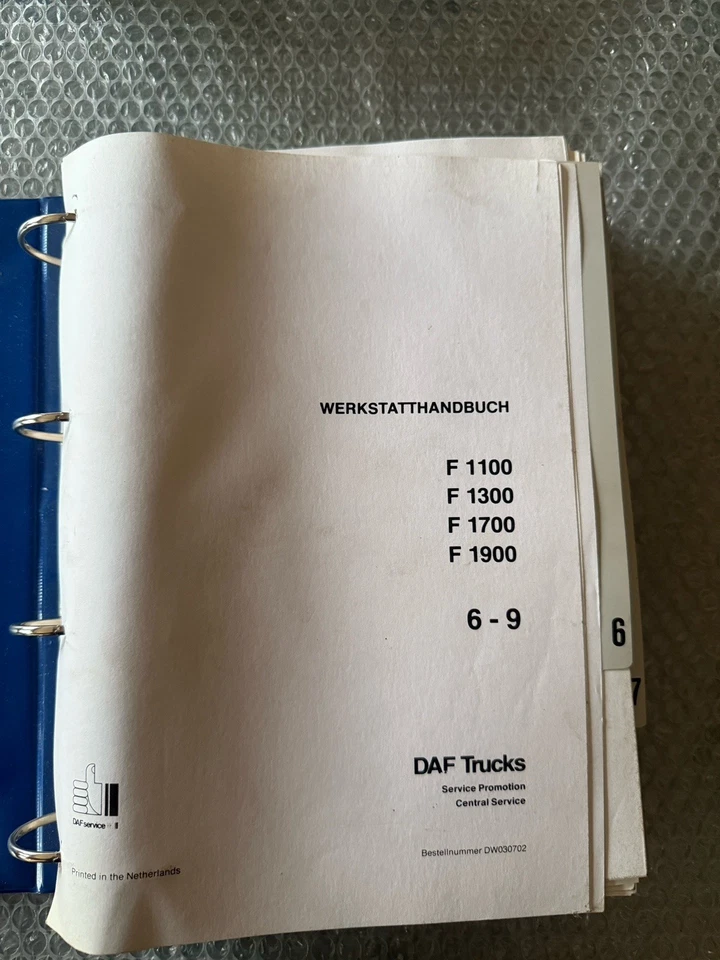 WERKSTATTHANDBUCH
F 1100
F 1300
F 1700
F 1900
6 - 9
6
7
DAF Trucks
Service Promotion
Central Service
DAF service
Bestellnummer DW030702
Printed in the Netherlands